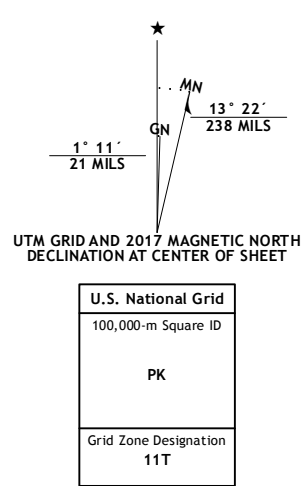 ★
MN
GN
13° 22´
238 MILS
1° 11´
21 MILS
UTM GRID AND 2017 MAGNETIC NORTH
DECLINATION AT CENTER OF SHEET
U.S. National Grid
100,000-m Square ID
PK
Grid Zone Designation
11T